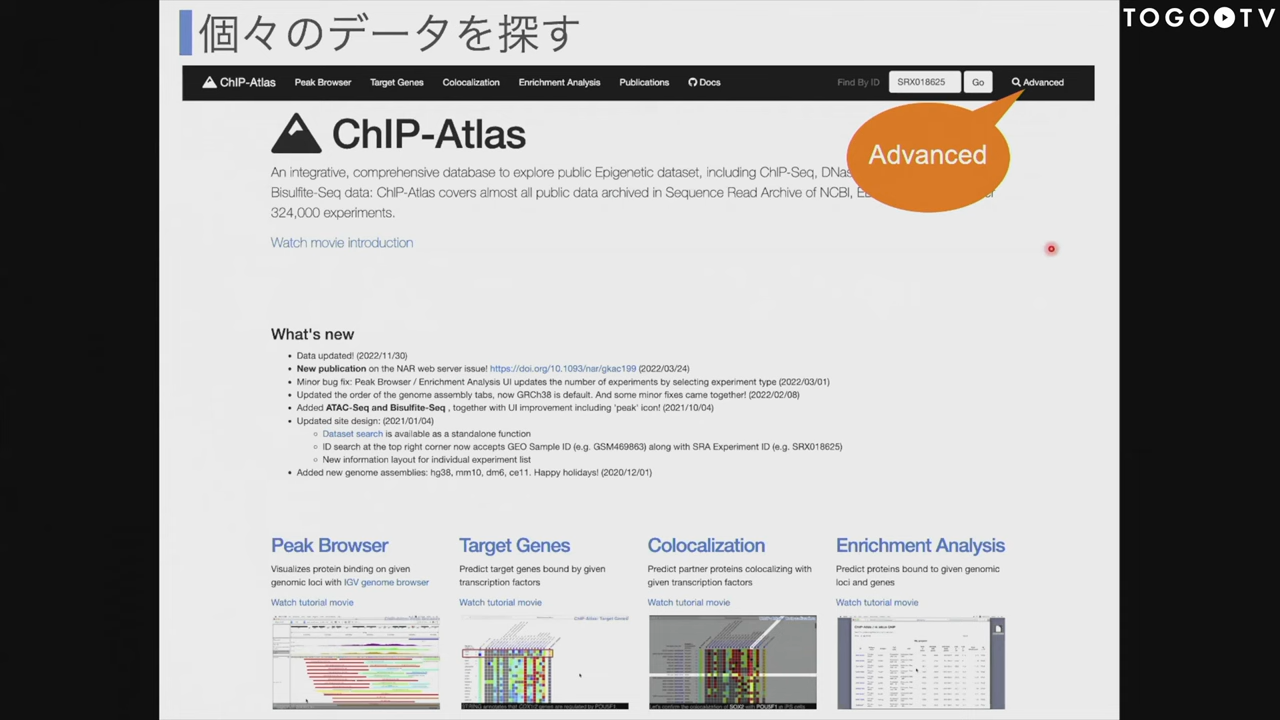 個々のデータを探す
TOGO TV
ChIP-Atlas Peak Browser Target Genes Colocalization Enrichment Analysis Publications Docs Find By ID SRX018625 Go Advanced
ChIP-Atlas
Advanced
An integrative, comprehensive database to explore public Epigenetic dataset, including ChIP-Seq, DNas
Bisulfite-Seq data: ChIP-Atlas covers almost all public data archived in Sequence Read Archive of NCBI,
324,000 experiments.
Watch movie introduction
What's new
Data updated! (2022/11/30)
New publication on the NAR web server issue! https://doi.org/10.1093/nar/gkac199 (2022/03/24)
Minor bug fix: Peak Browser / Enrichment Analysis UI updates the number of experiments by selecting experiment type (2022/03/01)
Updated the order of the genome assembly tabs, now GRCh38 is default. And some minor fixes came together! (2022/02/08)
Added ATAC-Seq and Bisulfite-Seq , together with UI improvement including 'peak' icon! (2021/10/04)
Updated site design: (2021/01/04)
Dataset search is available as a standalone function
ID search at the top right corner now accepts GEO Sample ID (e.g. GSM469863) along with SRA Experiment ID (e.g. SRX018625)
New information layout for individual experiment list
Added new genome assemblies: hg38, mm10, dm6, ce11. Happy holidays! (2020/12/01)
Peak Browser
Visualizes protein binding on given
genomic loci with IGV genome browser
Watch tutorial movie
Target Genes
Predict target genes bound by given
transcription factors
Watch tutorial movie
Colocalization
Predict partner proteins colocalizing with
given transcription factors
Watch tutorial movie
Enrichment Analysis
Predict proteins bound to given genomic
loci and genes
Watch tutorial movie